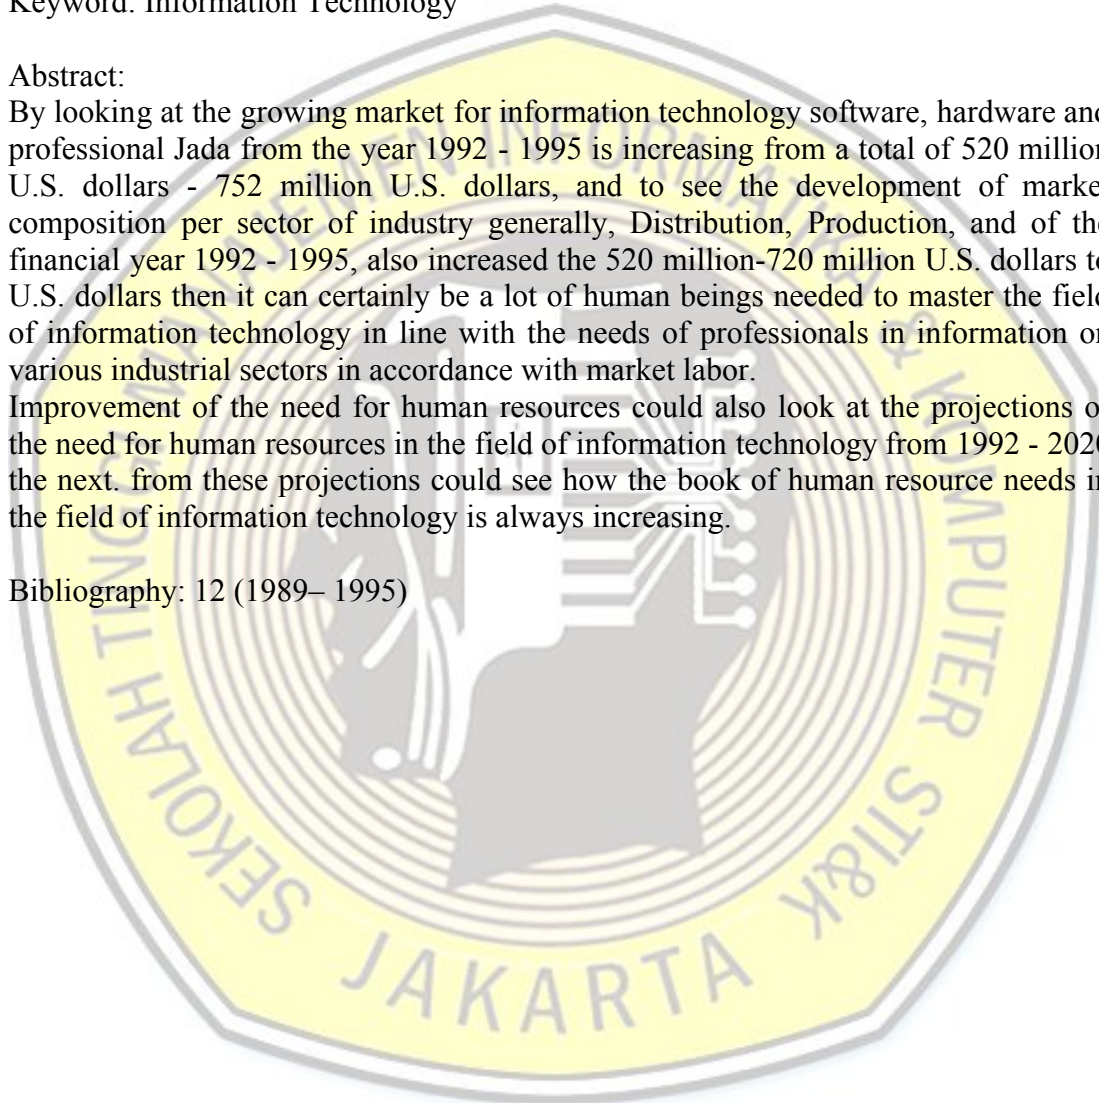 Keyword: Information Technology
Abstract:
By looking at the growing market for information technology software, hardware and
professional Jada from the year 1992 - 1995 is increasing from a total of 520 million
U.S. dollars - 752 million U.S. dollars, and to see the development of marke
composition per sector of industry generally, Distribution, Production, and of the
financial year 1992 - 1995, also increased the 520 million-720 million U.S. dollars to
U.S. dollars then it can certainly be a lot of human beings needed to master the field
of information technology in line with the needs of professionals in information on
various industrial sectors in accordance with market labor.
Improvement of the need for human resources could also look at the projections of
the need for human resources in the field of information technology from 1992 - 2020
the next. from these projections could see how the book of human resource needs in
the field of information technology is always increasing.
Bibliography: 12 (1989– 1995)
SEKOLAH TINGGI MANAJEMEN INFORMATIKA & KOMPUTER STI&K
JAKARTA